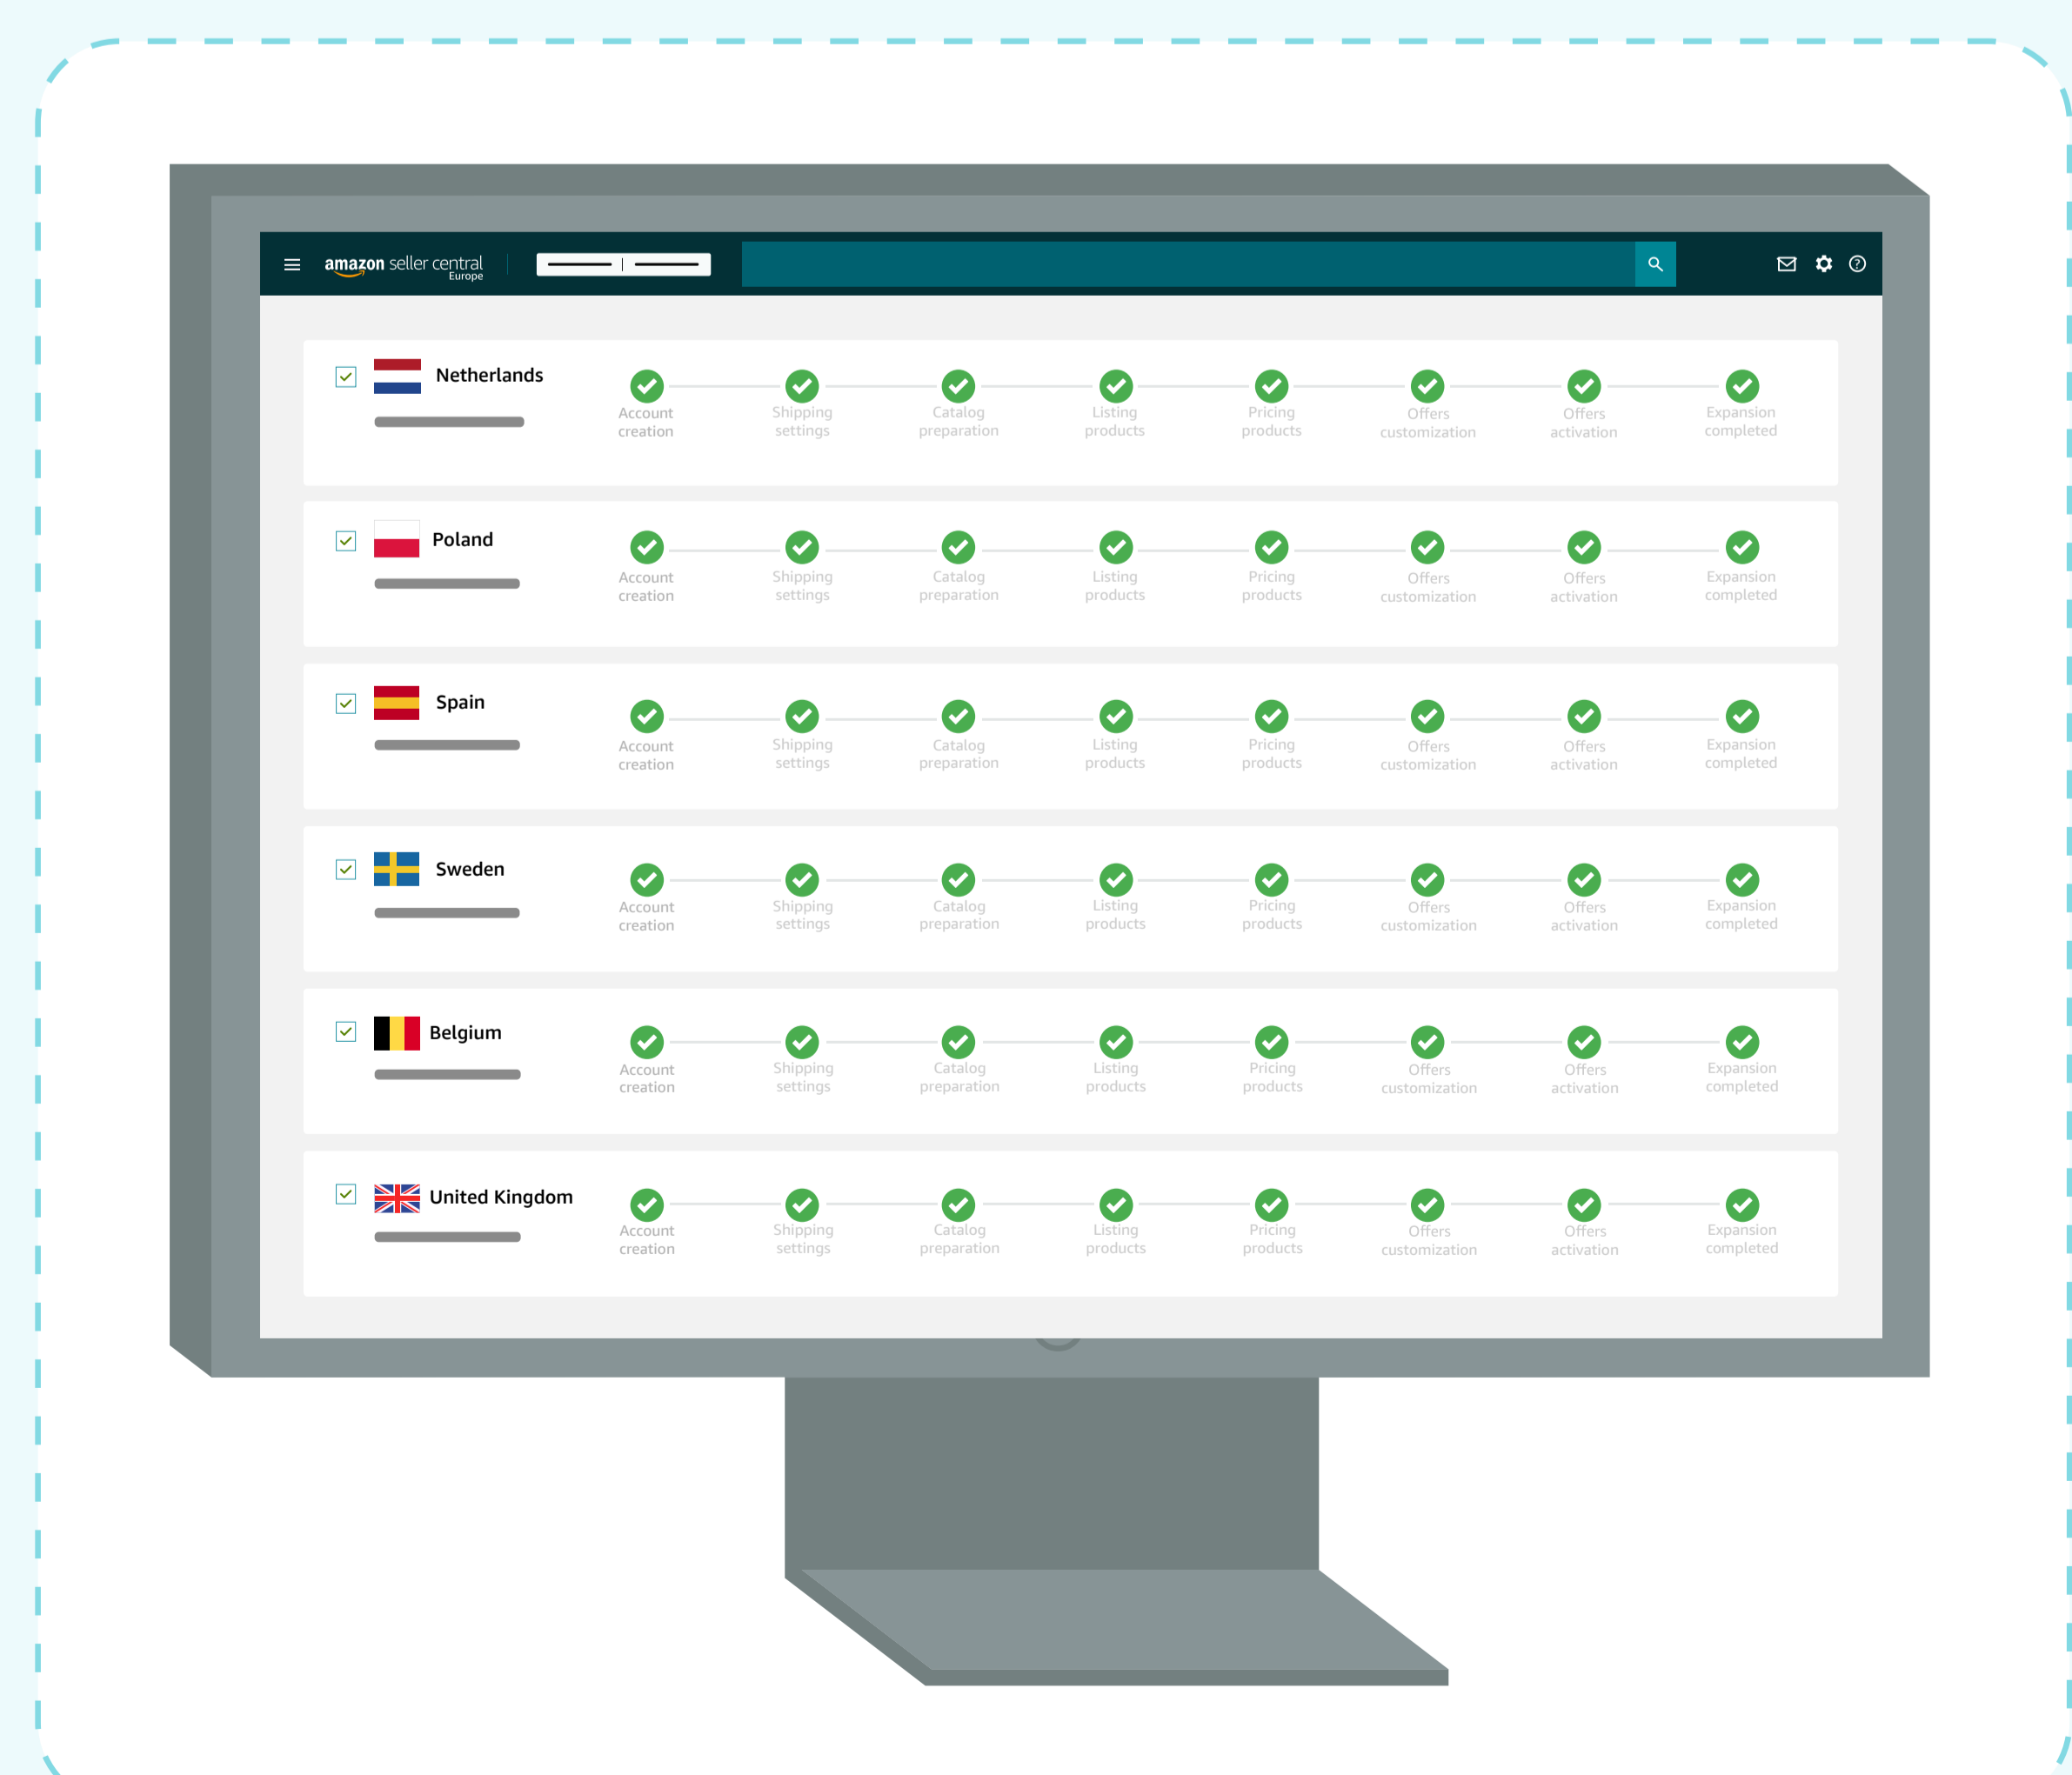 amazon seller central
Europe
Netherlands
Account Shipping Catalog Listing Pricing Offers Offers Expansion
creation settings preparation products products customization activation completed
Poland
Account Shipping Catalog Listing Pricing Offers Offers Expansion
creation settings preparation products products customization activation completed
Spain
Account Shipping Catalog Listing Pricing Offers Offers Expansion
creation settings preparation products products customization activation completed
Sweden
Account Shipping Catalog Listing Pricing Offers Offers Expansion
creation settings preparation products products customization activation completed
Belgium
Account Shipping Catalog Listing Pricing Offers Offers Expansion
creation settings preparation products products customization activation completed
United Kingdom
Account Shipping Catalog Listing Pricing Offers Offers Expansion
creation settings preparation products products customization activation completed